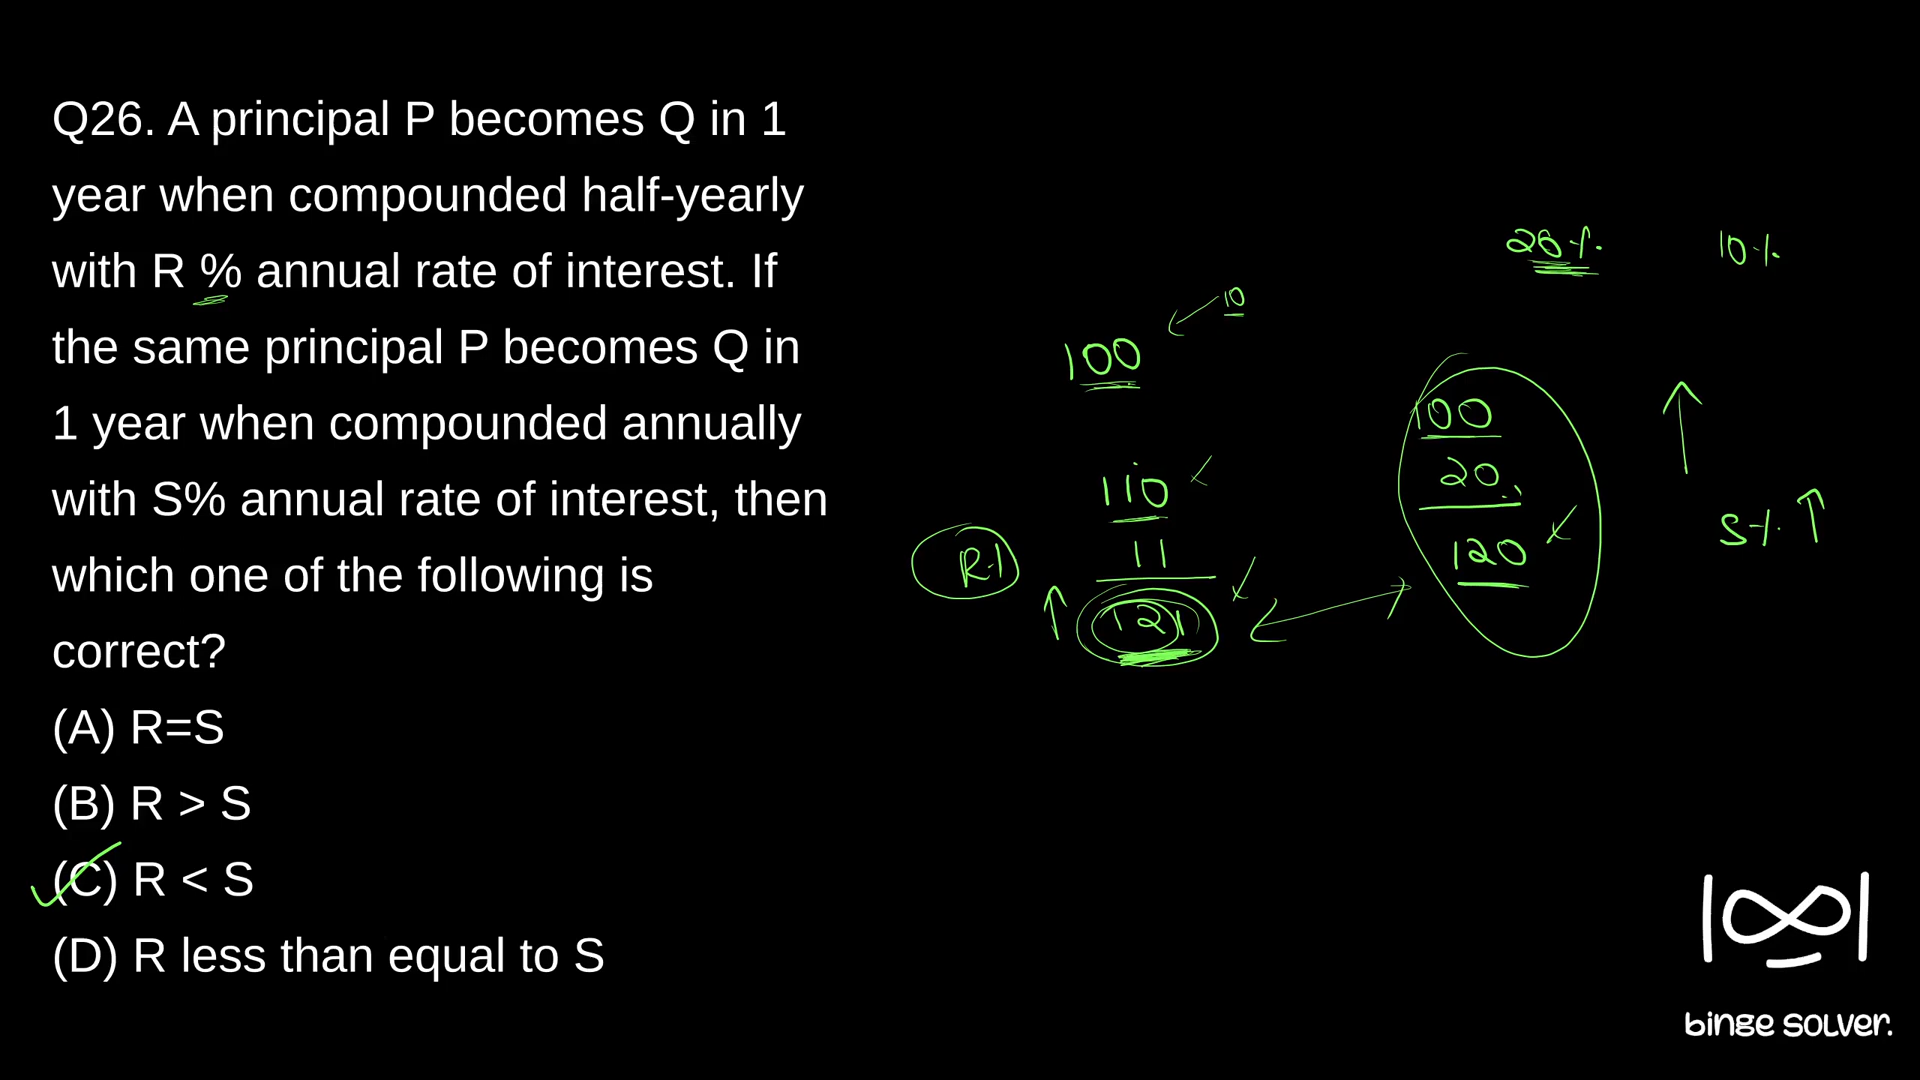 Q26. A principal P becomes Q in 1
year when compounded half-yearly
with R % annual rate of interest. If
the same principal P becomes Q in
1 year when compounded annually
with S% annual rate of interest, then
which one of the following is
correct?
(A) R=S
(B) R > S
(C) R < S
(D) R less than equal to S
20%
10%
10
100
110
11
121
R
100
20
120
S%
binge SOLVER.